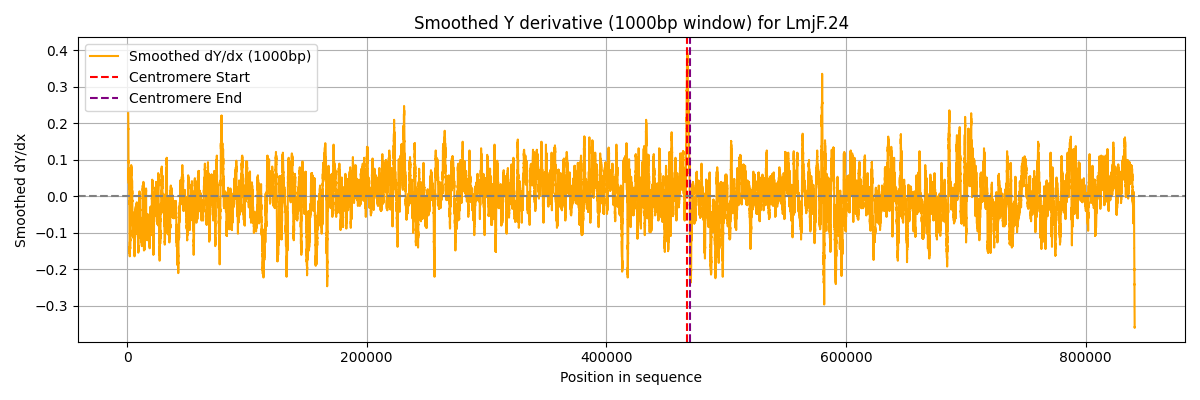 Smoothed Y derivative (1000bp window) for LmjF.24
Smoothed dY/dx (1000bp)
Centromere Start
Centromere End
Smoothed dY/dx
0.4
0.3
0.2
0.1
0.0
−0.1
−0.2
−0.3
0
200000
400000
600000
800000
Position in sequence